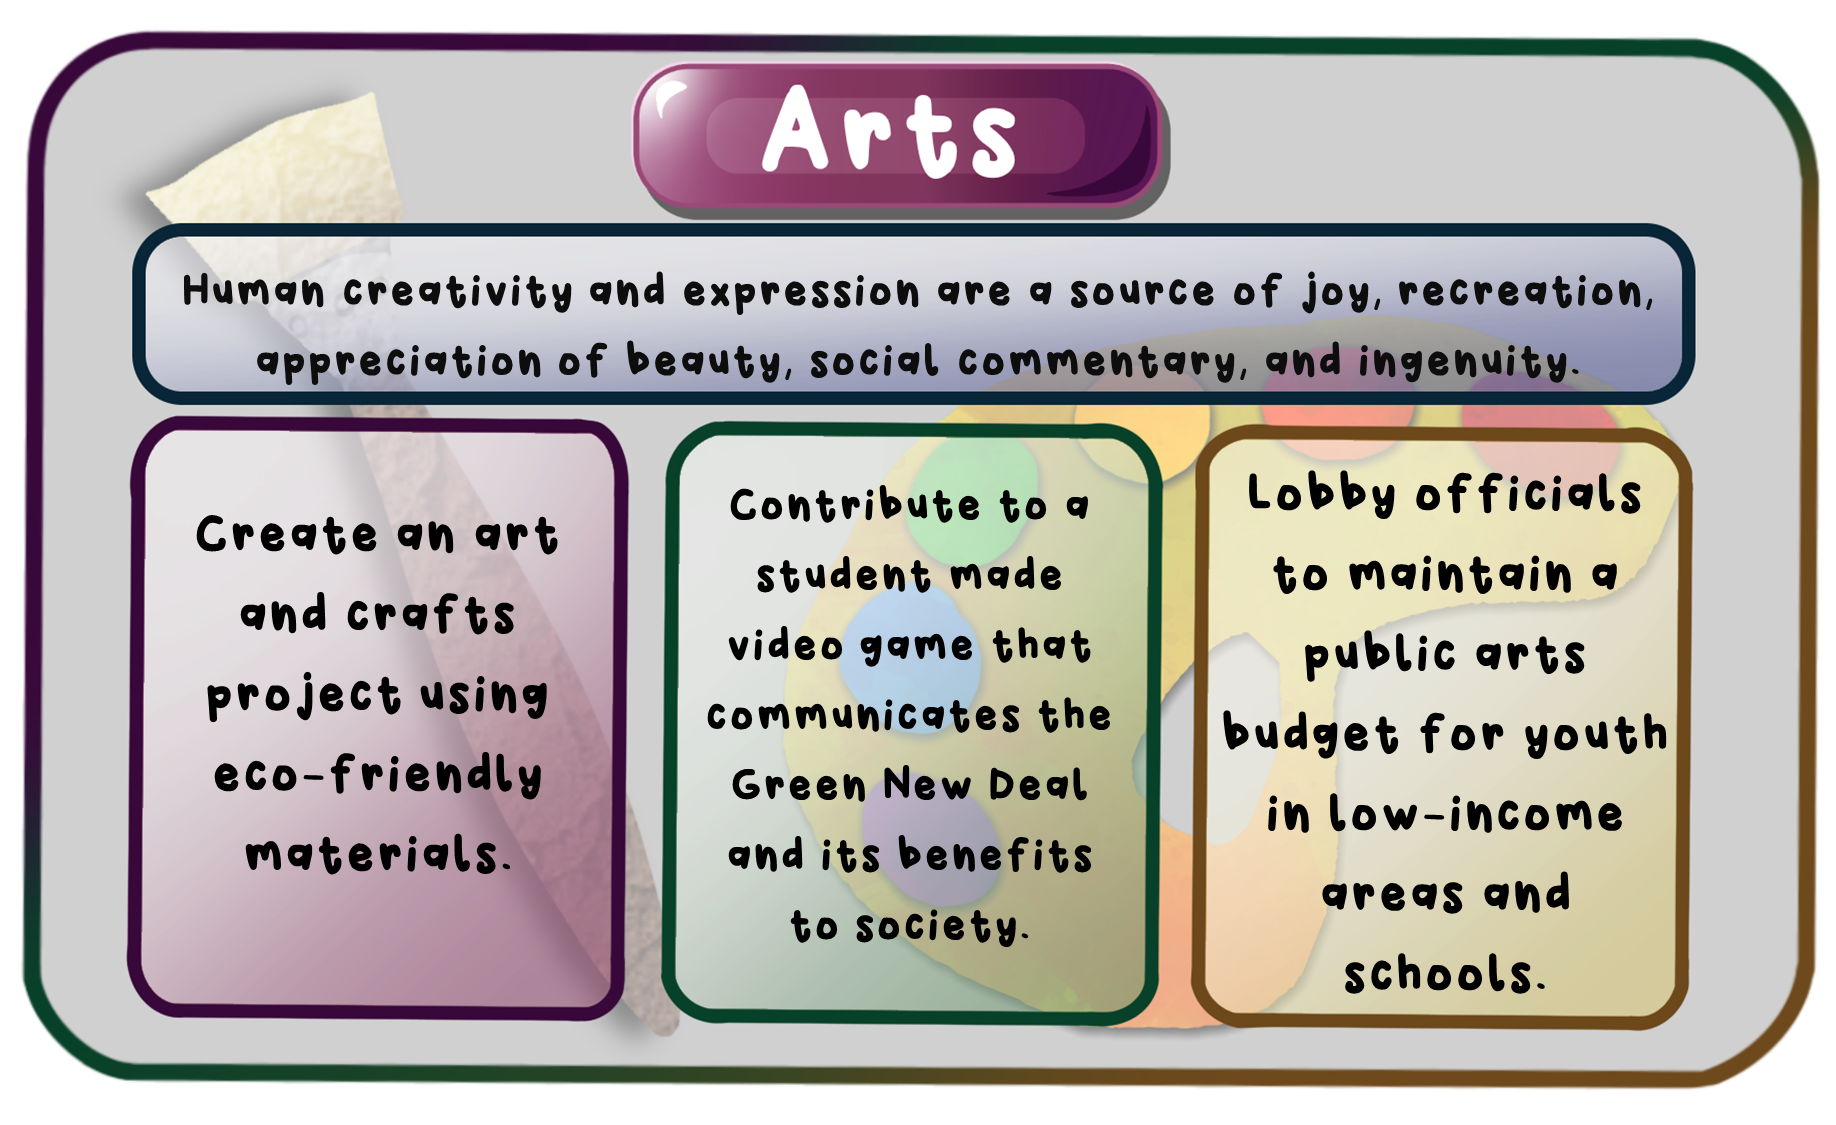 Arts
Human creativity and expression are a source of joy, recreation,
appreciation of beauty, social commentary, and ingenuity.
Create an art
and crafts
project using
eco-friendly
materials.
Contribute to a
student made
video game that
communicates the
Green New Deal
and its benefits
to society.
Lobby officials
to maintain a
public arts
budget for youth
in low-income
areas and
schools.